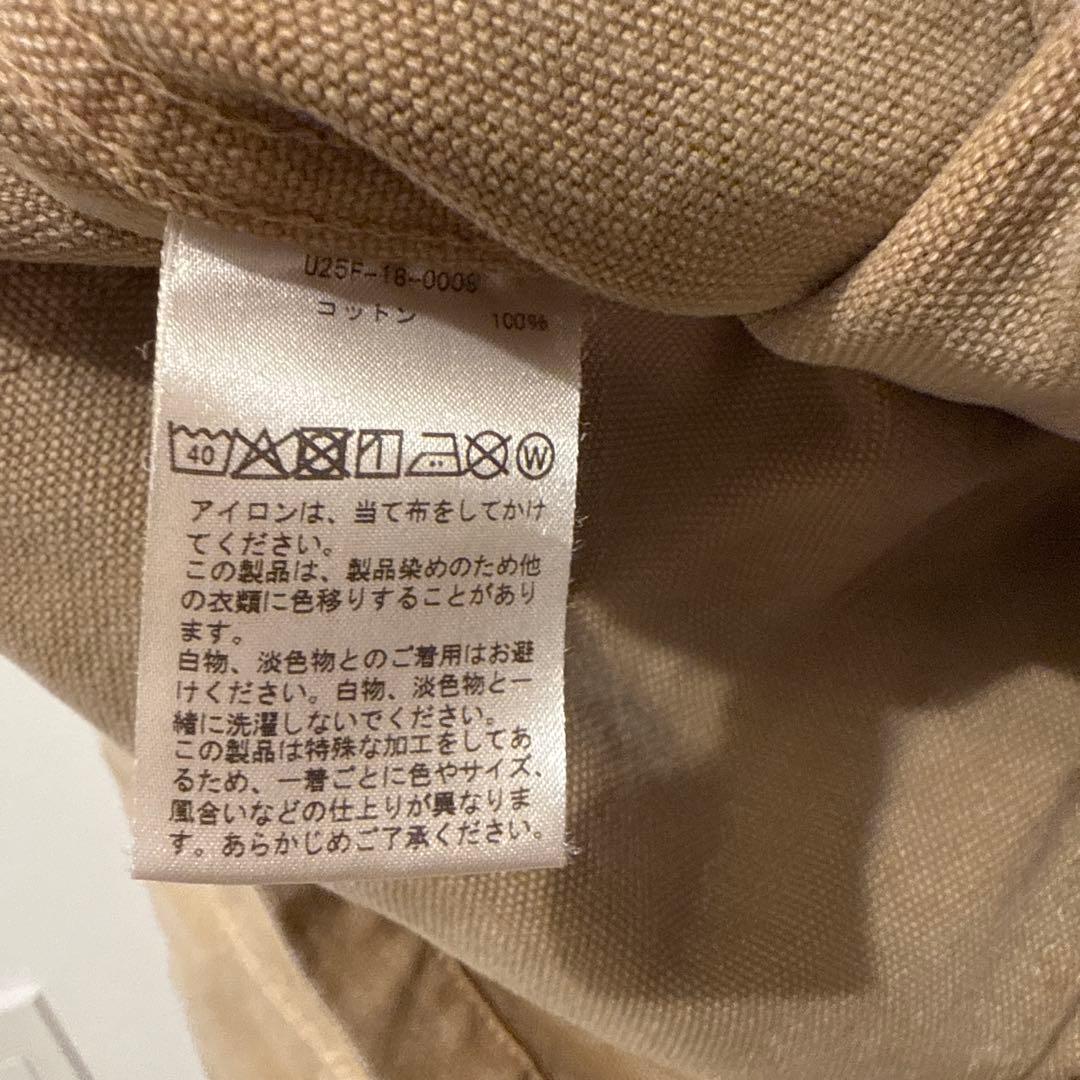 U25F-18-0008
コットン 100%
40 W
アイロンは、当て布をしてかけ
てください。
この製品は、製品染めのため他
の衣類に色移りすることがあり
ます。
白物、淡色物とのご着用はお避
けください。白物、淡色物と一
緒に洗濯しないでください。
この製品は特殊な加工をしてあ
るため、一着ごとに色やサイズ、
風合いなどの仕上りが異なりま
す。あらかじめご了承ください。